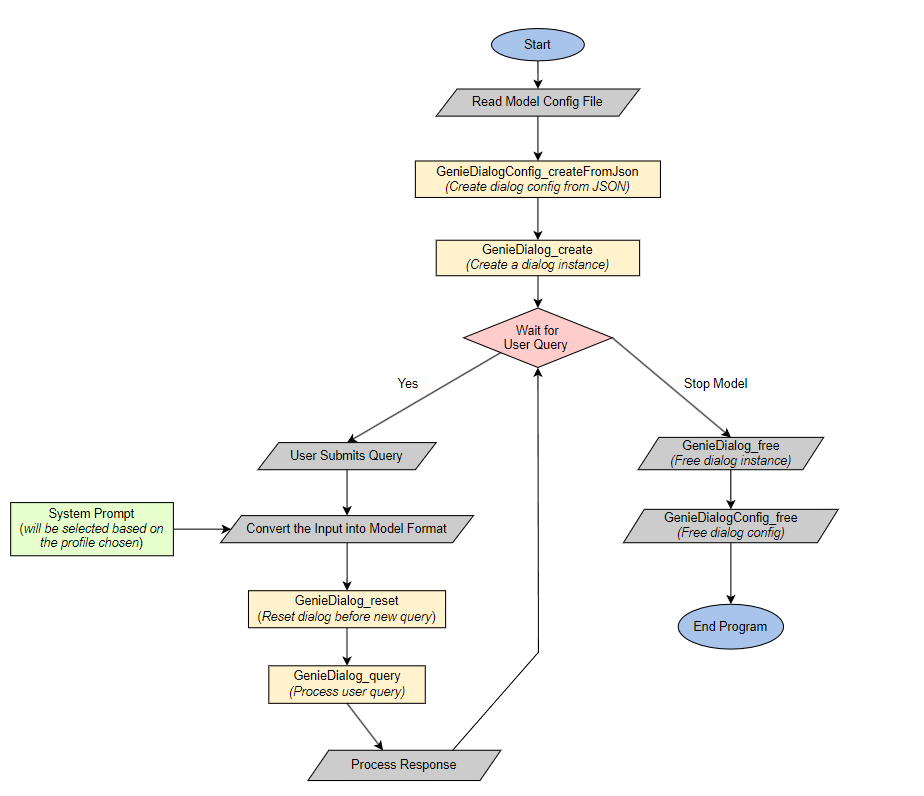 Start
Read Model Config File
GenieDialogConfig_createFromJson
(Create dialog config from JSON)
GenieDialog_create
(Create a dialog instance)
Wait for
User Query
Yes
Stop Model
User Submits Query
GenieDialog_free
(Free dialog instance)
System Prompt
(will be selected based on
the profile chosen)
Convert the Input into Model Format
GenieDialogConfig_free
(Free dialog config)
GenieDialog_reset
(Reset dialog before new query)
End Program
GenieDialog_query
(Process user query)
Process Response